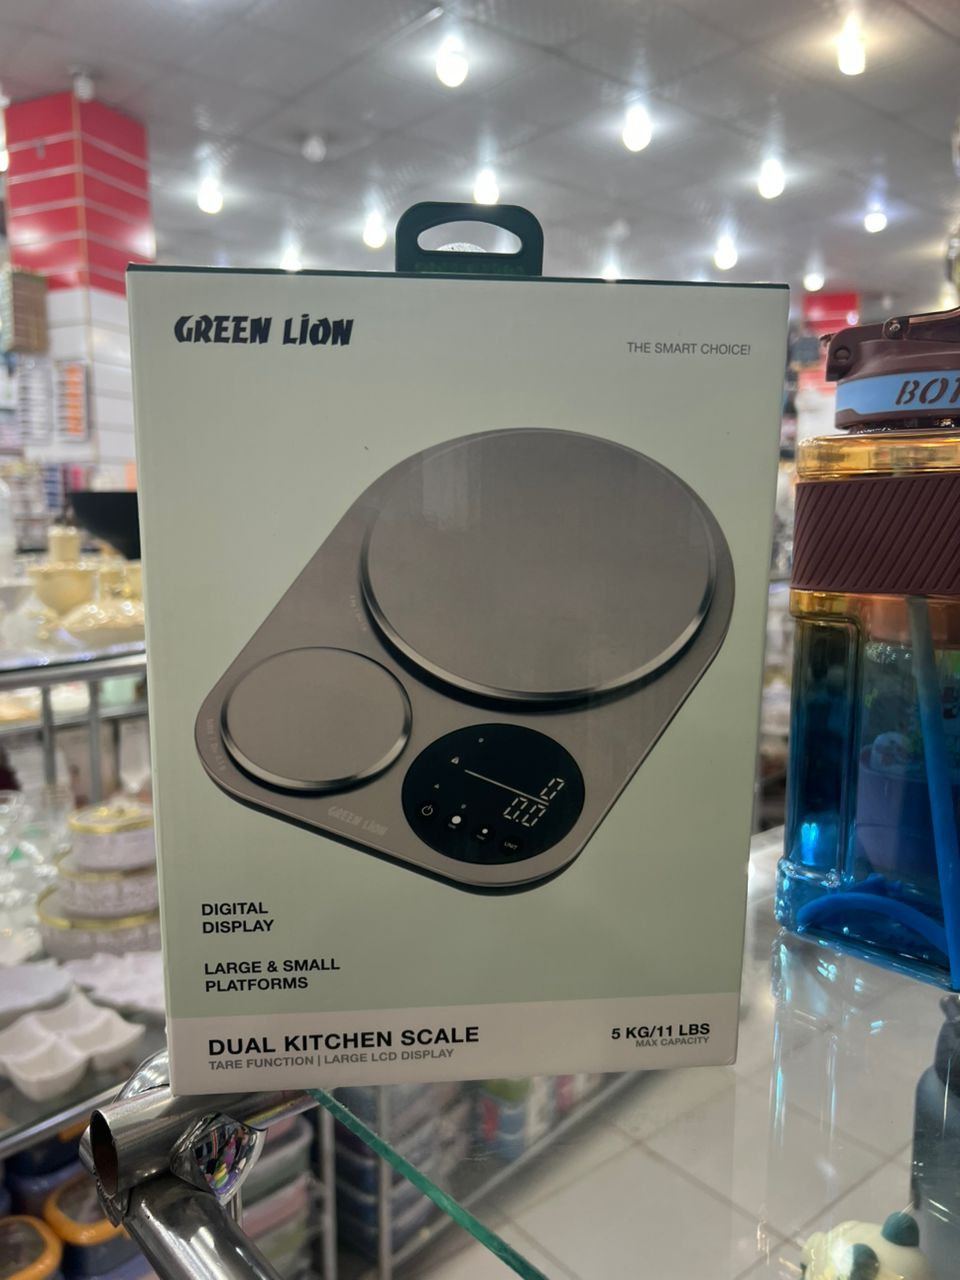 GREEN LION
THE SMART CHOICE!
GREEN LION
UNIT
DIGITAL
DISPLAY
LARGE & SMALL
PLATFORMS
DUAL KITCHEN SCALE
TARE FUNCTION | LARGE LCD DISPLAY
5 KG/11 LBS
MAX CAPACITY